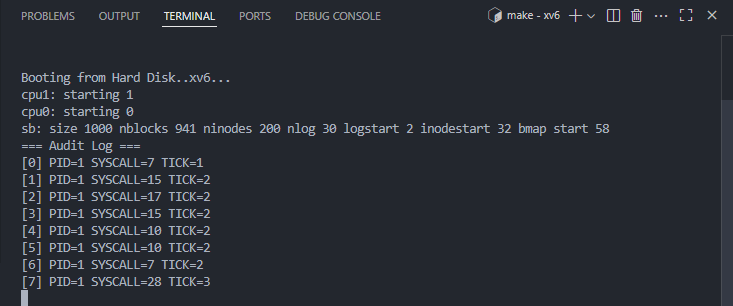 PROBLEMS OUTPUT TERMINAL PORTS DEBUG CONSOLE make - xv6
Booting from Hard Disk..xv6...
cpu1: starting 1
cpu0: starting 0
sb: size 1000 nblocks 941 ninodes 200 nlog 30 logstart 2 inodestart 32 bmap start 58
=== Audit Log ===
[0] PID=1 SYSCALL=7 TICK=1
[1] PID=1 SYSCALL=15 TICK=2
[2] PID=1 SYSCALL=17 TICK=2
[3] PID=1 SYSCALL=15 TICK=2
[4] PID=1 SYSCALL=10 TICK=2
[5] PID=1 SYSCALL=10 TICK=2
[6] PID=1 SYSCALL=7 TICK=2
[7] PID=1 SYSCALL=28 TICK=3